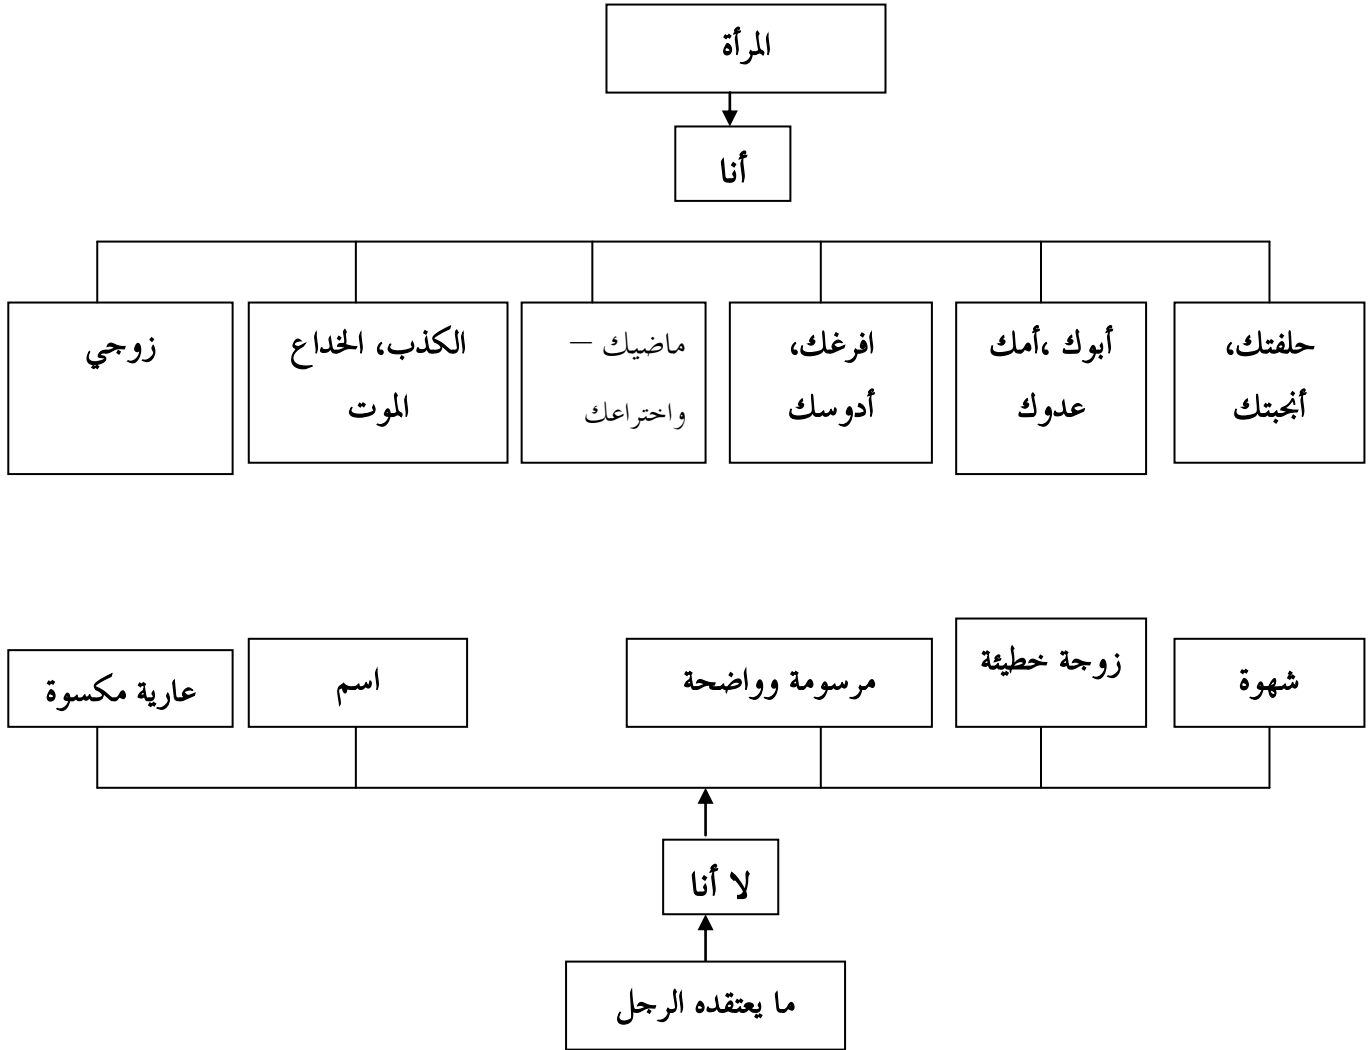 المرأة
أنا
حلفتك،
أنجبتك
أبوك ،أمك
عدوك
افرغك،
أدوسك
ماضيك –
واختراعك
الكذب، الخداع
الموت
زوجي
شهوة
زوجة خطيئة
مرسومة وواضحة
اسم
عارية مكسوة
لا أنا
ما يعتقده الرجل